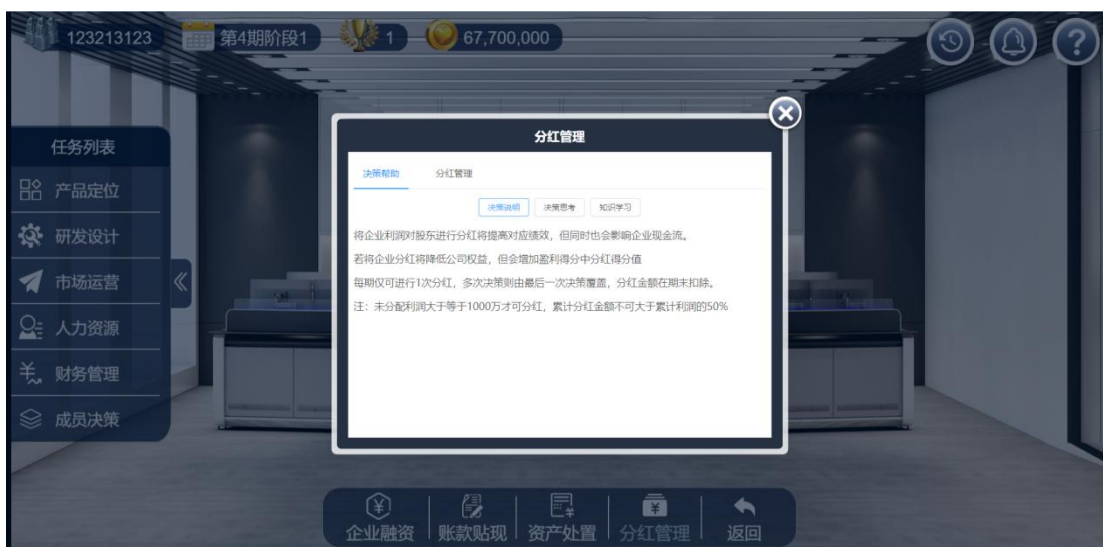 123213123
第4期阶段1
1
67,700,000
?
任务列表
产品定位
研发设计
市场运营
人力资源
财务管理
成员决策
分红管理
决策帮助
分红管理
决策说明
决策思考
知识学习
将企业利润对股东进行分红将提高对应绩效，但同时也会影响企业现金流。
若将企业分红将降低公司权益，但会增加盈利得分中分红得分值
每期仅可进行1次分红，多次决策则由最后一次决策覆盖，分红金额在期末扣除。
注：未分配利润大于等于1000万才可分红，累计分红金额不可大于累计利润的50%
企业融资
账款贴现
资产处置
分红管理
返回